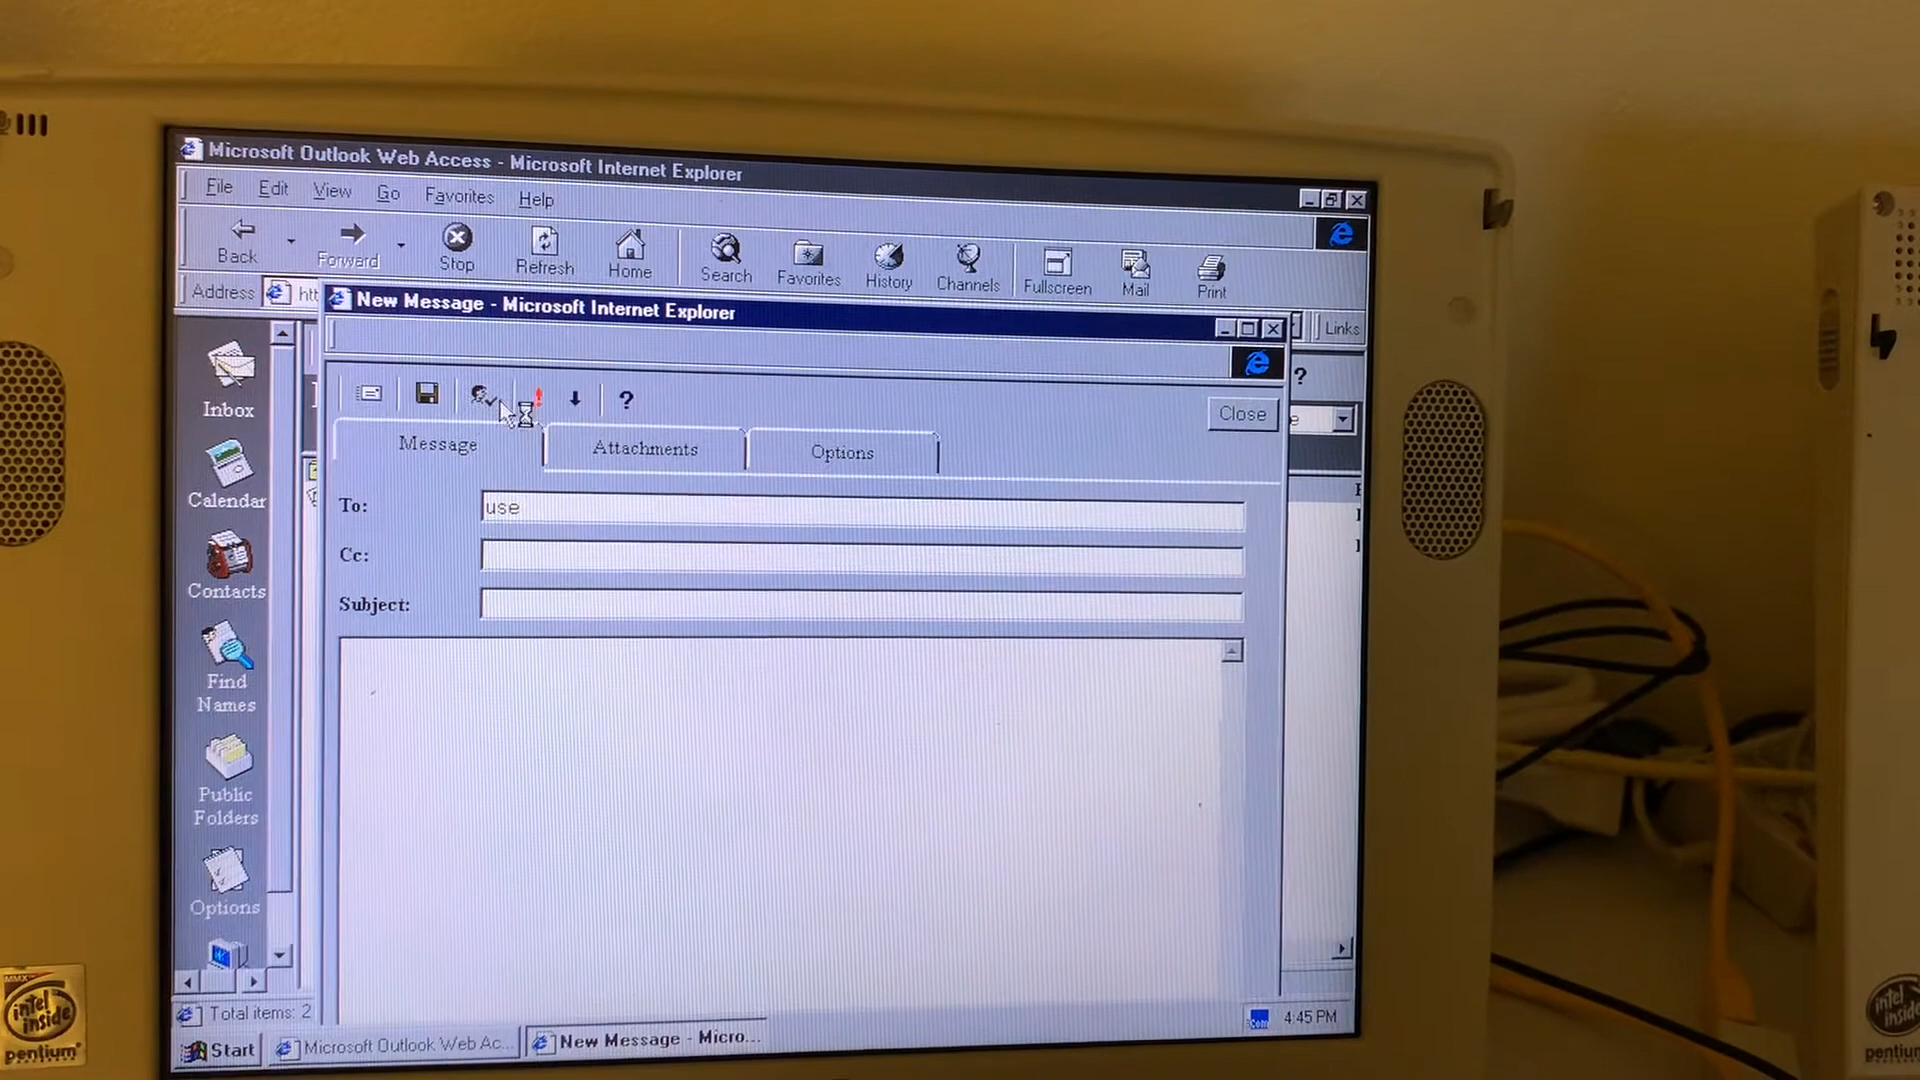 Microsoft Outlook Web Access - Microsoft Internet Explorer
File Edit View Go Favorites Help
Back Forward Stop Refresh Home Search Favorites History Channels Fullscreen Mail Print
Address htt
Links
New Message - Microsoft Internet Explorer
?
?
Close
Message Attachments Options
To: use
Cc:
Subject:
Inbox
Calendar
Contacts
Find
Names
Public
Folders
Options
Total items: 2
Start Microsoft Outlook Web Ac... New Message - Micro...
4:45 PM
MMX
intel
inside
pentium
intel
inside
pentium